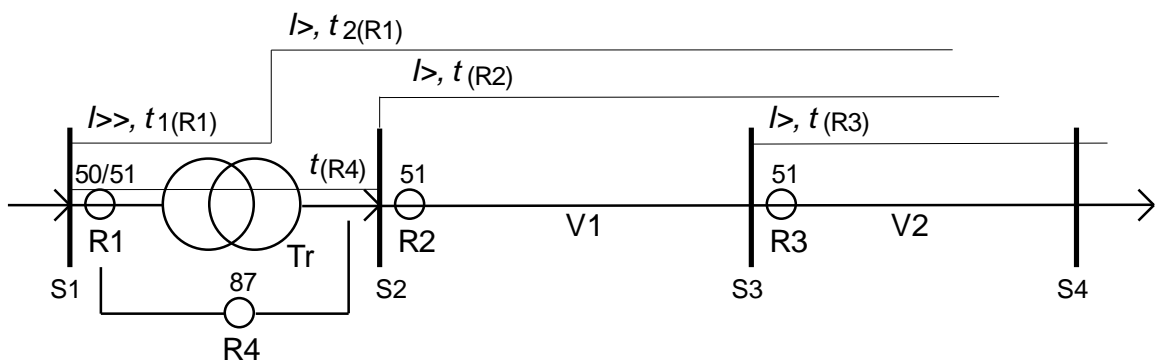 I>, t2(R1)
I>, t (R2)
I>>, t1(R1)
I>, t (R3)
50/51
t(R4)
51
51
R1
Tr
R2
V1
R3
V2
S1
87
S2
S3
S4
R4